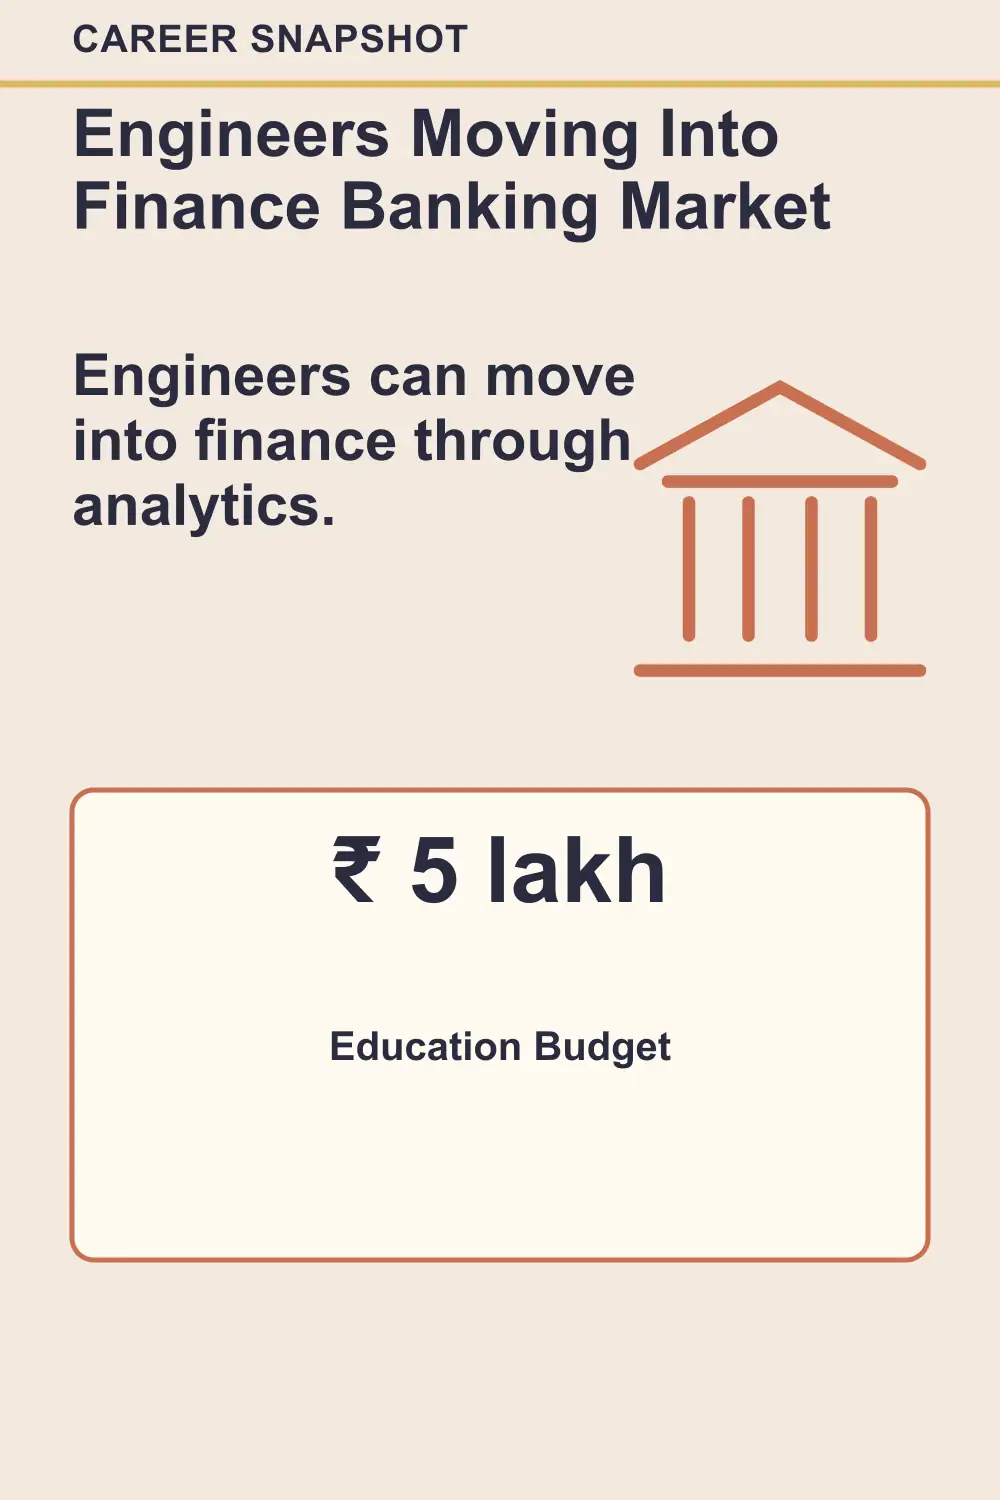 CAREER SNAPSHOT
Engineers Moving Into
Finance Banking Market
Engineers can move
into finance through
analytics.
₹ 5 lakh
Education Budget